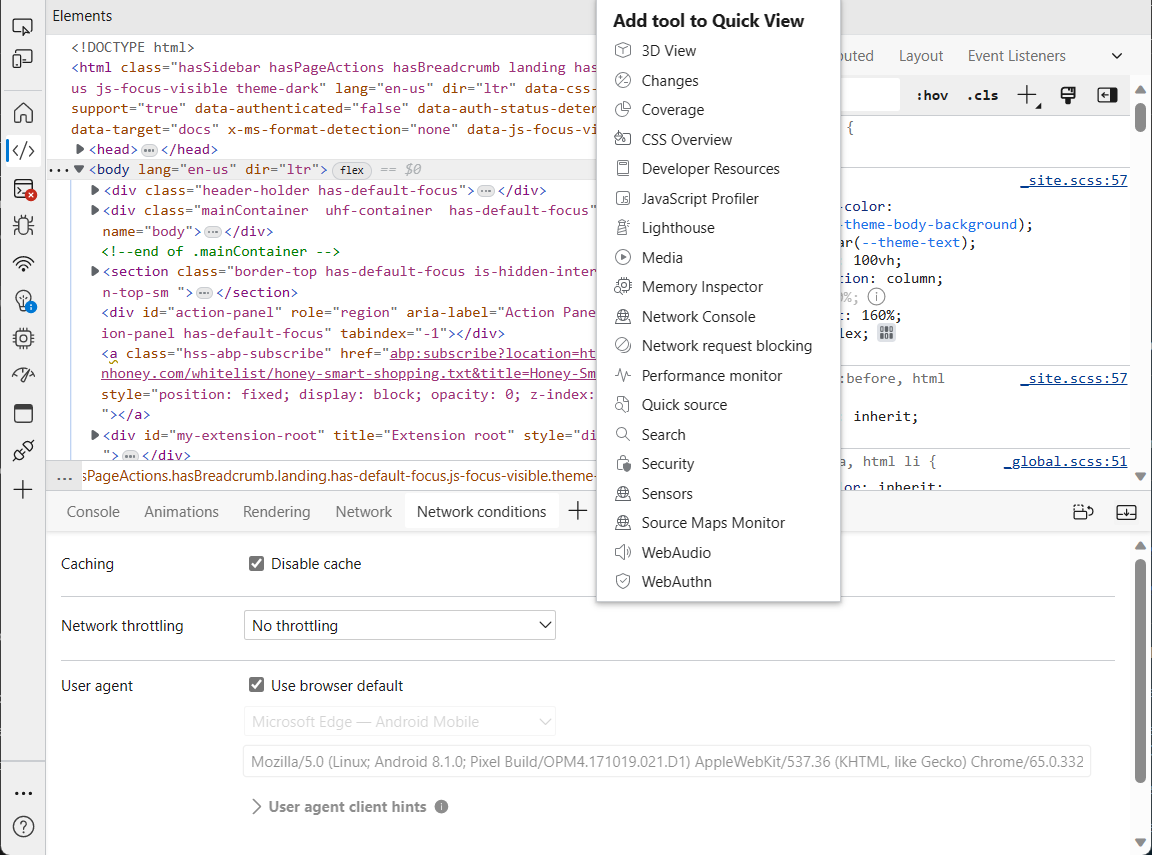 Elements
<!DOCTYPE html>
<html class="hasSidebar hasPageActions hasBreadcrumb landing has
us js-focus-visible theme-dark" lang="en-us" dir="ltr" data-css-
support="true" data-authenticated="false" data-auth-status-deter
data-target="docs" x-ms-format-detection="none" data-js-focus-vi
<head> ... </head>
... <body lang="en-us" dir="ltr"> flex == $0
<div class="header-holder has-default-focus"> ... </div>
<div class="mainContainer  uhf-container  has-default-focus"
name="body"> ... </div>
<!--end of .mainContainer -->
<section class="border-top has-default-focus is-hidden-inter
n-top-sm "> ... </section>
<div id="action-panel" role="region" aria-label="Action Pane
ion-panel has-default-focus" tabindex="-1"></div>
<a class="hss-abp-subscribe" href="abp:subscribe?location=ht
nhoney.com/whitelist/honey-smart-shopping.txt&title=Honey-Sm
style="position: fixed; display: block; opacity: 0; z-index:
"></a>
<div id="my-extension-root" title="Extension root" style="di
"> ... </div>
... sPageActions.hasBreadcrumb.landing.has-default-focus.js-focus-visible.theme-
Add tool to Quick View
3D View
Changes
Coverage
CSS Overview
Developer Resources
JavaScript Profiler
Lighthouse
Media
Memory Inspector
Network Console
Network request blocking
Performance monitor
Quick source
Search
Security
Sensors
Source Maps Monitor
WebAudio
WebAuthn
puted Layout Event Listeners
:hov .cls
{
_site.scss:57
-color:
-theme-body-background);
ar(--theme-text);
100vh;
tion: column;
0%;
t: 160%;
lex;
:before, html _site.scss:57
inherit;
a, html li { _global.scss:51
or: inherit;
Console Animations Rendering Network Network conditions
Caching Disable cache
Network throttling No throttling
User agent Use browser default
Microsoft Edge — Android Mobile
Mozilla/5.0 (Linux; Android 8.1.0; Pixel Build/OPM4.171019.021.D1) AppleWebKit/537.36 (KHTML, like Gecko) Chrome/65.0.332
User agent client hints